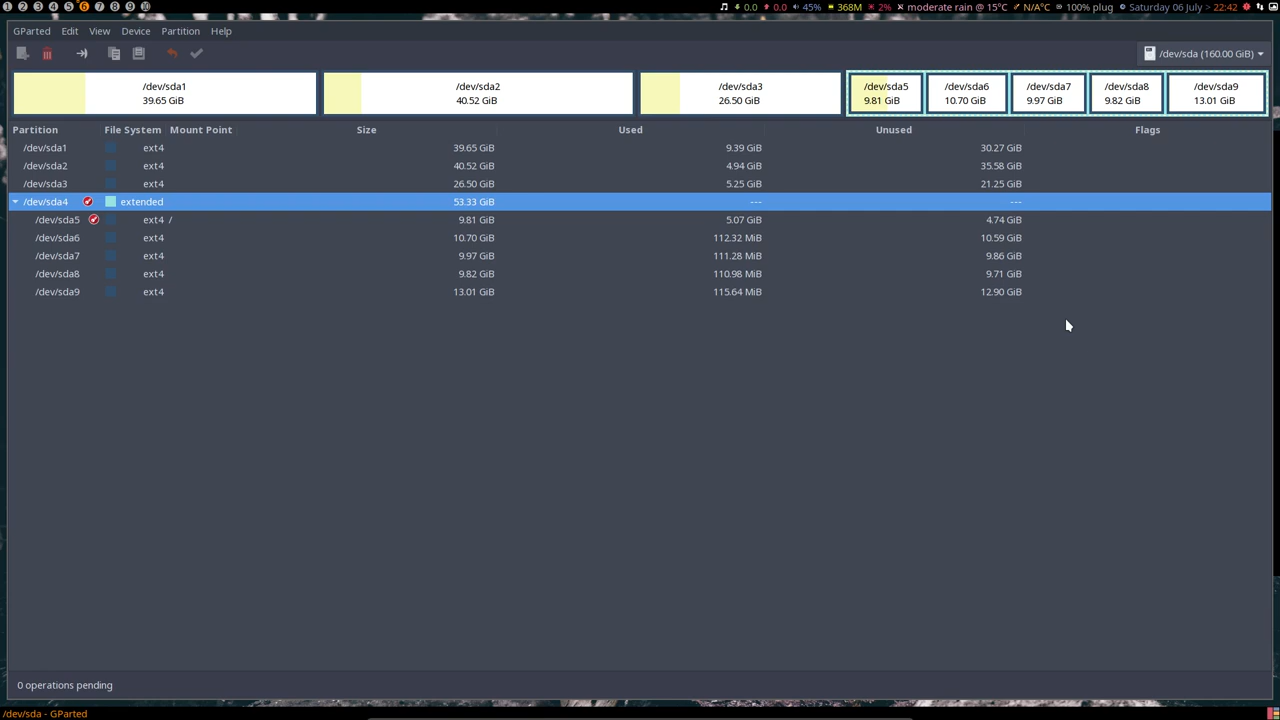 1 2 3 4 5 6 7 8 9 10 0.0 0.0 45% 368M 2% moderate rain @ 15°C N/A°C 100% plug Saturday 06 July > 22:42
GParted Edit View Device Partition Help
/dev/sda (160.00 GiB)
/dev/sda1 /dev/sda2 /dev/sda3 /dev/sda5 /dev/sda6 /dev/sda7 /dev/sda8 /dev/sda9
39.65 GiB 40.52 GiB 26.50 GiB 9.81 GiB 10.70 GiB 9.97 GiB 9.82 GiB 13.01 GiB
Partition File System Mount Point Size Used Unused Flags
/dev/sda1 ext4 39.65 GiB 9.39 GiB 30.27 GiB
/dev/sda2 ext4 40.52 GiB 4.94 GiB 35.58 GiB
/dev/sda3 ext4 26.50 GiB 5.25 GiB 21.25 GiB
/dev/sda4 extended 53.33 GiB --- ---
/dev/sda5 ext4 / 9.81 GiB 5.07 GiB 4.74 GiB
/dev/sda6 ext4 10.70 GiB 112.32 MiB 10.59 GiB
/dev/sda7 ext4 9.97 GiB 111.28 MiB 9.86 GiB
/dev/sda8 ext4 9.82 GiB 110.98 MiB 9.71 GiB
/dev/sda9 ext4 13.01 GiB 115.64 MiB 12.90 GiB
0 operations pending
/dev/sda - GParted